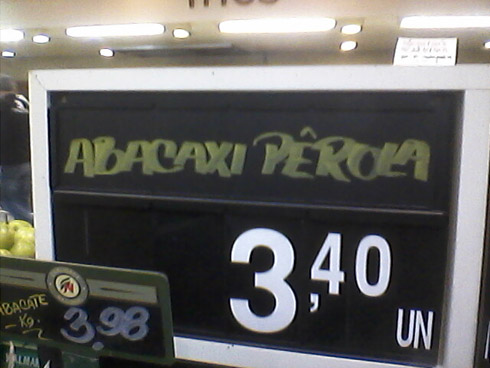 ABACAXI PÊROLA
3,40
UN
ABACATE
-Kg-
3,98